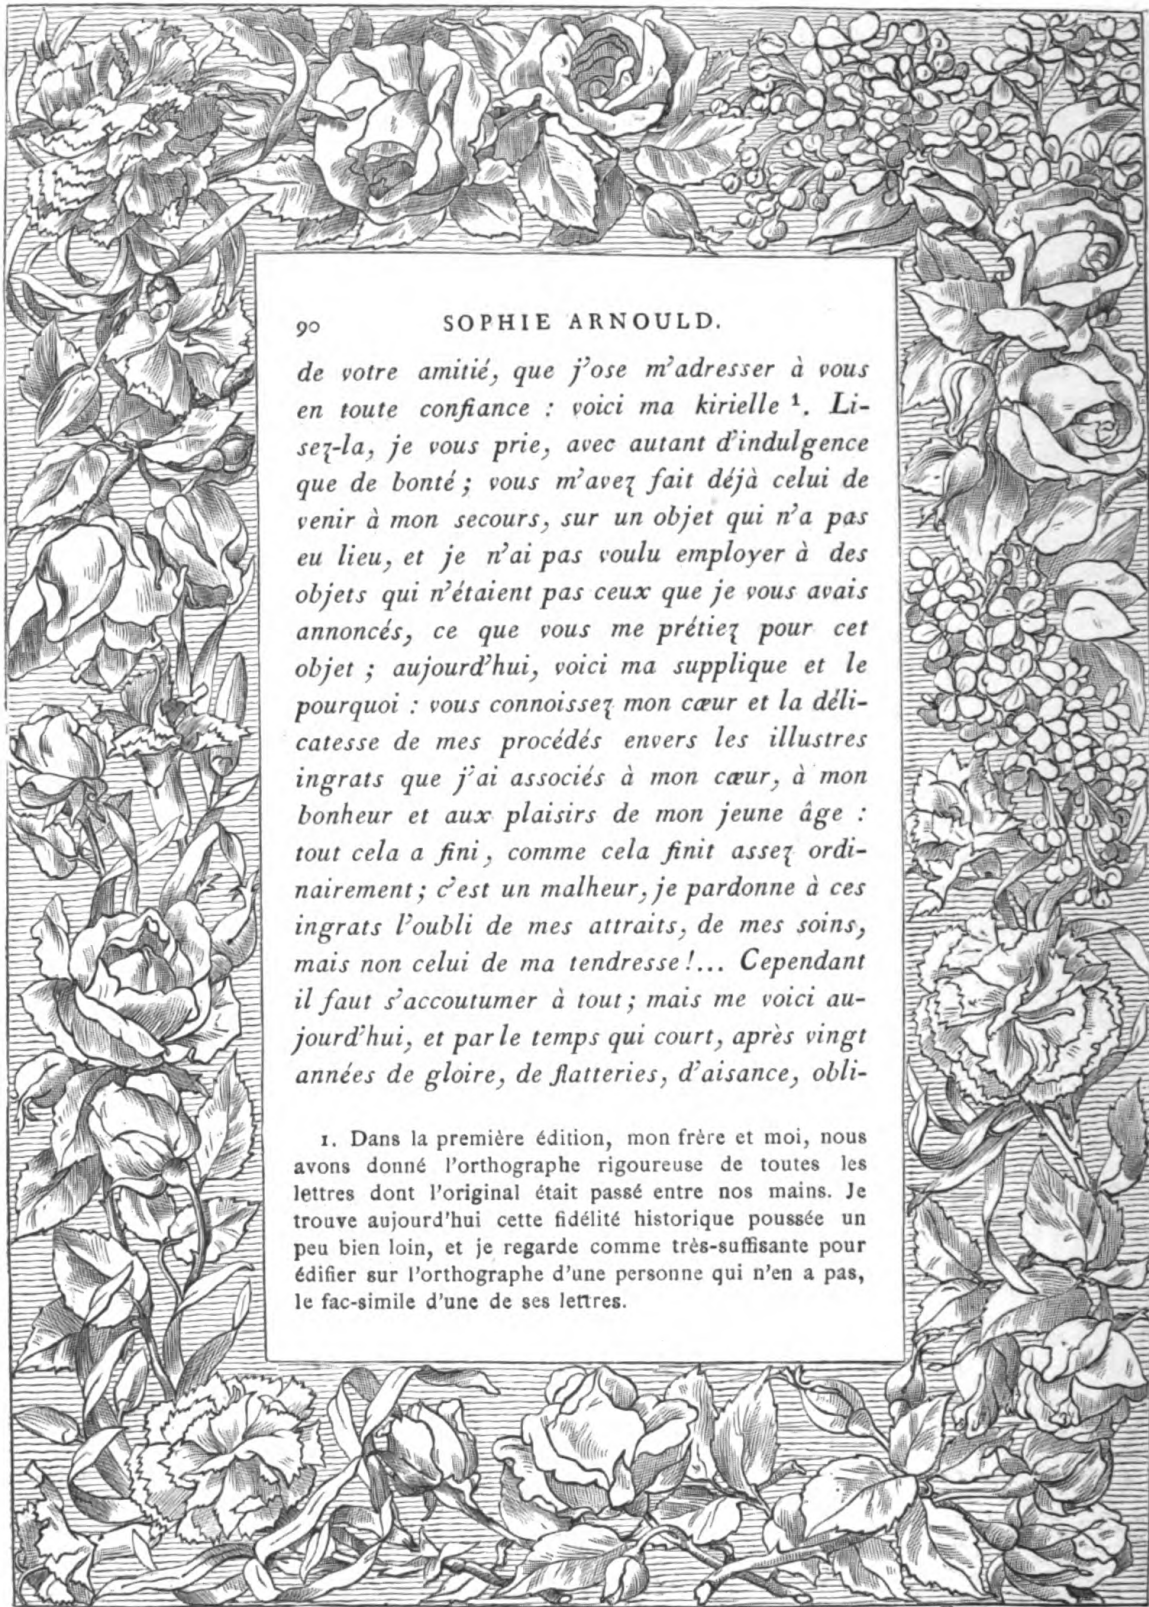 90 SOPHIE ARNOULD.
de votre amitié, que j'ose m'adresser à vous
en toute confiance : voici ma kirielle ¹. Li-
sez-la, je vous prie, avec autant d'indulgence
que de bonté ; vous m'avez fait déjà celui de
venir à mon secours, sur un objet qui n'a pas
eu lieu, et je n'ai pas voulu employer à des
objets qui n'étaient pas ceux que je vous avais
annoncés, ce que vous me prétiez pour cet
objet ; aujourd'hui, voici ma supplique et le
pourquoi : vous connoissez mon cœur et la déli-
catesse de mes procédés envers les illustres
ingrats que j'ai associés à mon cœur, à mon
bonheur et aux plaisirs de mon jeune âge :
tout cela a fini, comme cela finit assez ordi-
nairement ; c'est un malheur, je pardonne à ces
ingrats l'oubli de mes attraits, de mes soins,
mais non celui de ma tendresse !... Cependant
il faut s'accoutumer à tout ; mais me voici au-
jourd'hui, et par le temps qui court, après vingt
années de gloire, de flatteries, d'aisance, obli-
1. Dans la première édition, mon frère et moi, nous
avons donné l'orthographe rigoureuse de toutes les
lettres dont l'original était passé entre nos mains. Je
trouve aujourd'hui cette fidélité historique poussée un
peu bien loin, et je regarde comme très-suffisante pour
édifier sur l'orthographe d'une personne qui n'en a pas,
le fac-simile d'une de ses lettres.